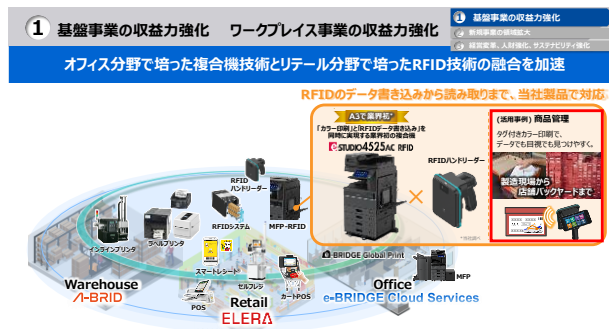 ① 基盤事業の収益力強化　ワークプレイス事業の収益力強化
① 基盤事業の収益力強化
② 新規事業の領域拡大
③ 経営変革、人財強化、サステナビリティ強化
オフィス分野で培った複合機技術とリテール分野で培ったRFID技術の融合を加速
RFIDのデータ書き込みから読み取りまで、当社製品で対応
A3で業界初*
「カラー印刷」と「RFIDデータ書き込み」を
同時に実現する業界初の複合機
e-STUDIO4525AC RFID
RFIDハンドリーダー
×
(活用事例) 商品管理
タグ付きカラー印刷で、
データでも目視でも見つけやすく。
製造現場から
店舗バックヤードまで
RFID
ハンドリーダー
インラインプリンタ
ラベルプリンタ
RFIDシステム
MFP-RFID
スマートレシート
POS
セルフレジ
カートPOS
e-BRIDGE Global Print
MFP
Warehouse
A-BRID
Retail
ELERA
Office
e-BRIDGE Cloud Services